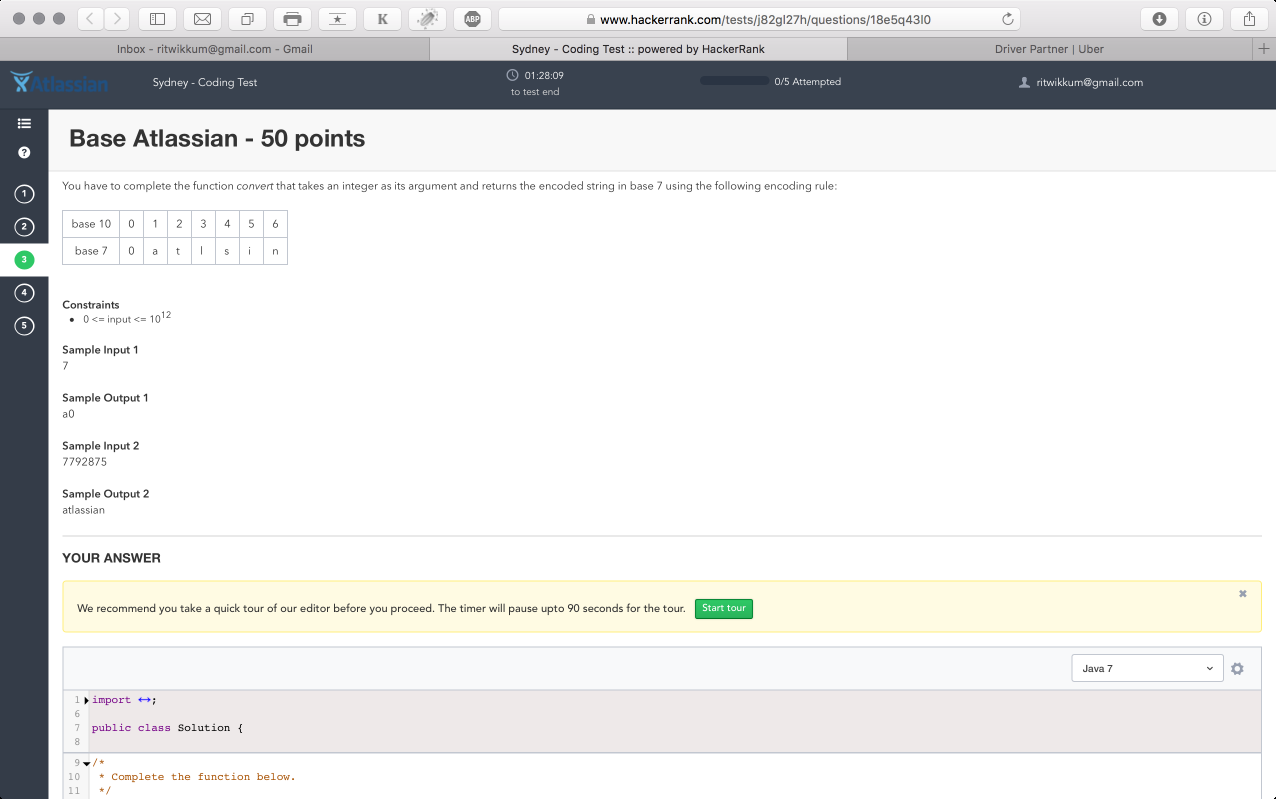 K
ABP
www.hackerrank.com/tests/j82gl27h/questions/18e5q43l0
Inbox - ritwikkum@gmail.com - Gmail
Sydney - Coding Test :: powered by HackerRank
Driver Partner | Uber
Atlassian
Sydney - Coding Test
01:28:09
to test end
0/5 Attempted
ritwikkum@gmail.com
?
1
2
3
4
5
Base Atlassian - 50 points
You have to complete the function convert that takes an integer as its argument and returns the encoded string in base 7 using the following encoding rule:
base 10 0 1 2 3 4 5 6
base 7 0 a t l s i n
Constraints
• 0 <= input <= 10^12
Sample Input 1
7
Sample Output 1
a0
Sample Input 2
7792875
Sample Output 2
atlassian
YOUR ANSWER
We recommend you take a quick tour of our editor before you proceed. The timer will pause upto 90 seconds for the tour. Start tour
Java 7
1 import ↔;
6
7 public class Solution {
8
9 /*
10 * Complete the function below.
11 */